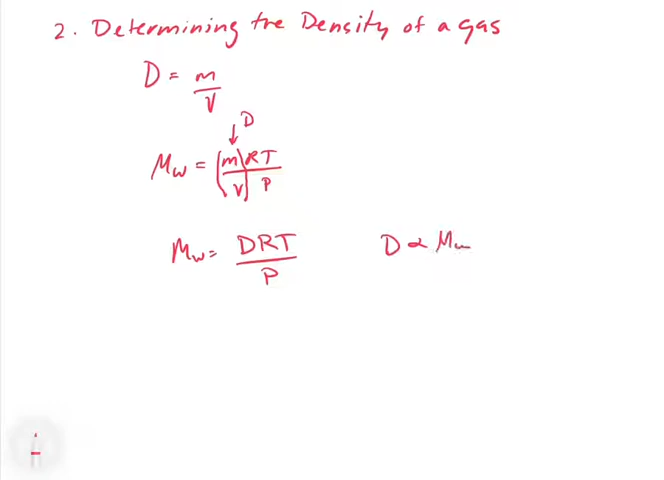 2. Determining the Density of a gas
D = m/V
↓ D
Mw = (m/V) RT/P
Mw = DRT/P D ∝ Mw